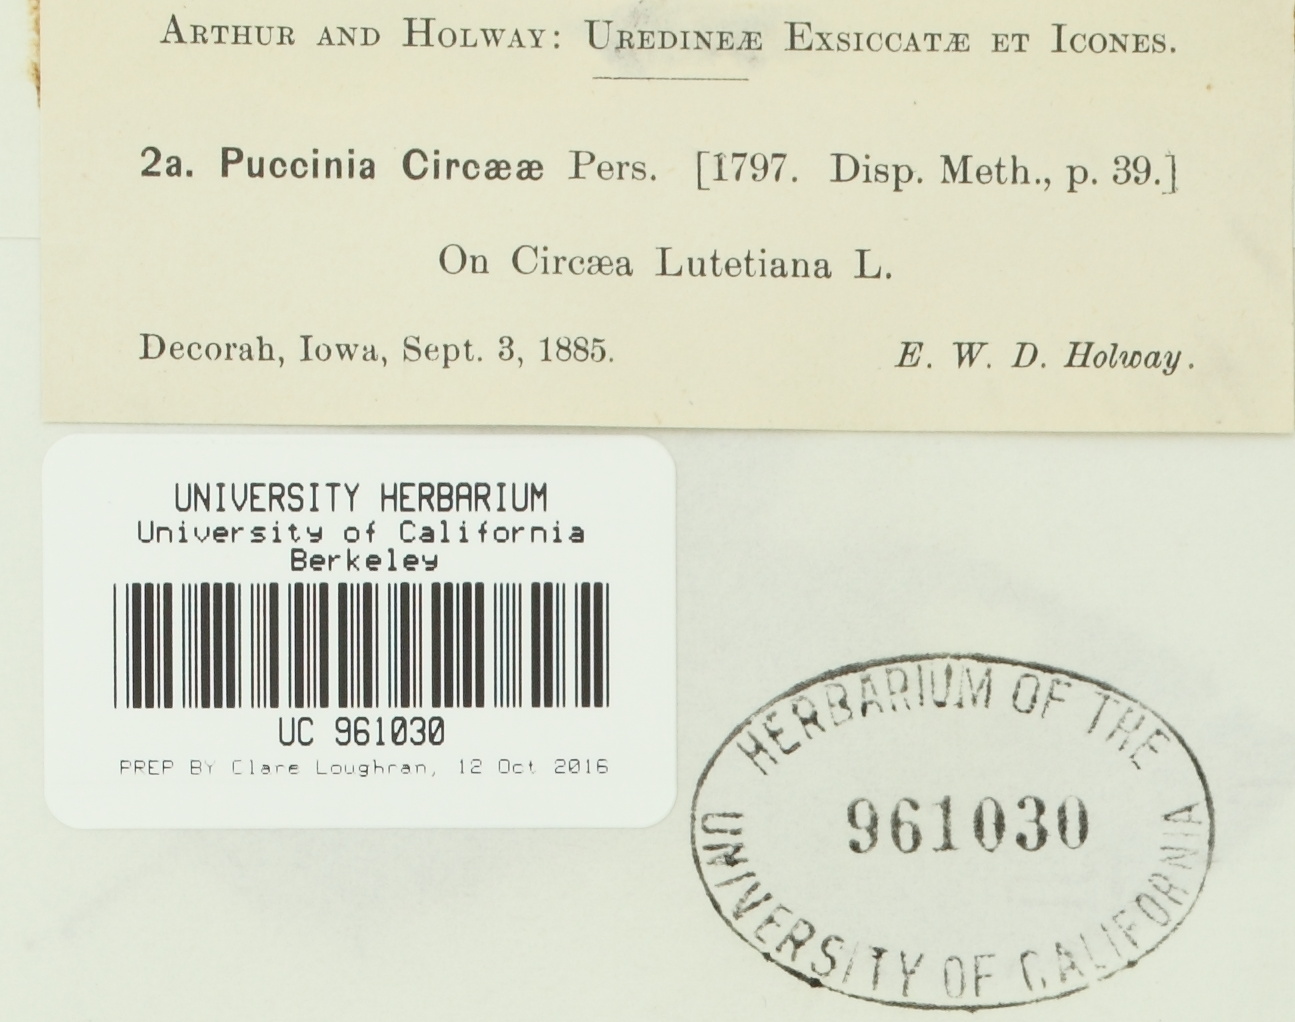 ARTHUR AND HOLWAY: UREDINEÆ EXSICCATÆ ET ICONES.
2a. Puccinia Circææ Pers. [1797. Disp. Meth., p. 39.]
On Circæa Lutetiana L.
Decorah, Iowa, Sept. 3, 1885. E. W. D. Holway.
UNIVERSITY HERBARIUM
University of California
Berkeley
UC 961030
PREP BY Clare Loughran, 12 Oct 2016
HERBARIUM OF THE
961030
UNIVERSITY OF CALIFORNIA